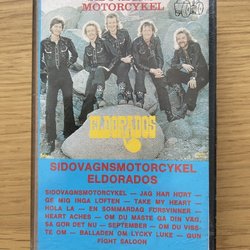 MOTORCYKEL
ELDORADOS
SIDOVAGNSMOTORCYKEL
ELDORADOS
SIDOVAGNSMOTORCYKEL — JAG HAR HÖRT —
GE MIG INGA LÖFTEN — TAKE MY HEART
HOLA LA — EN SOMMARDAG FÖRSVINNER —
HEART ACHES — OM DU MÅSTE GÅ DIN VÄG,
SÅ GÖR DET NU — SEPTEMBER — OM DU VISS-
TE OM — BALLADEN OM LYCKY LUKE — GUN
FIGHT SALOON